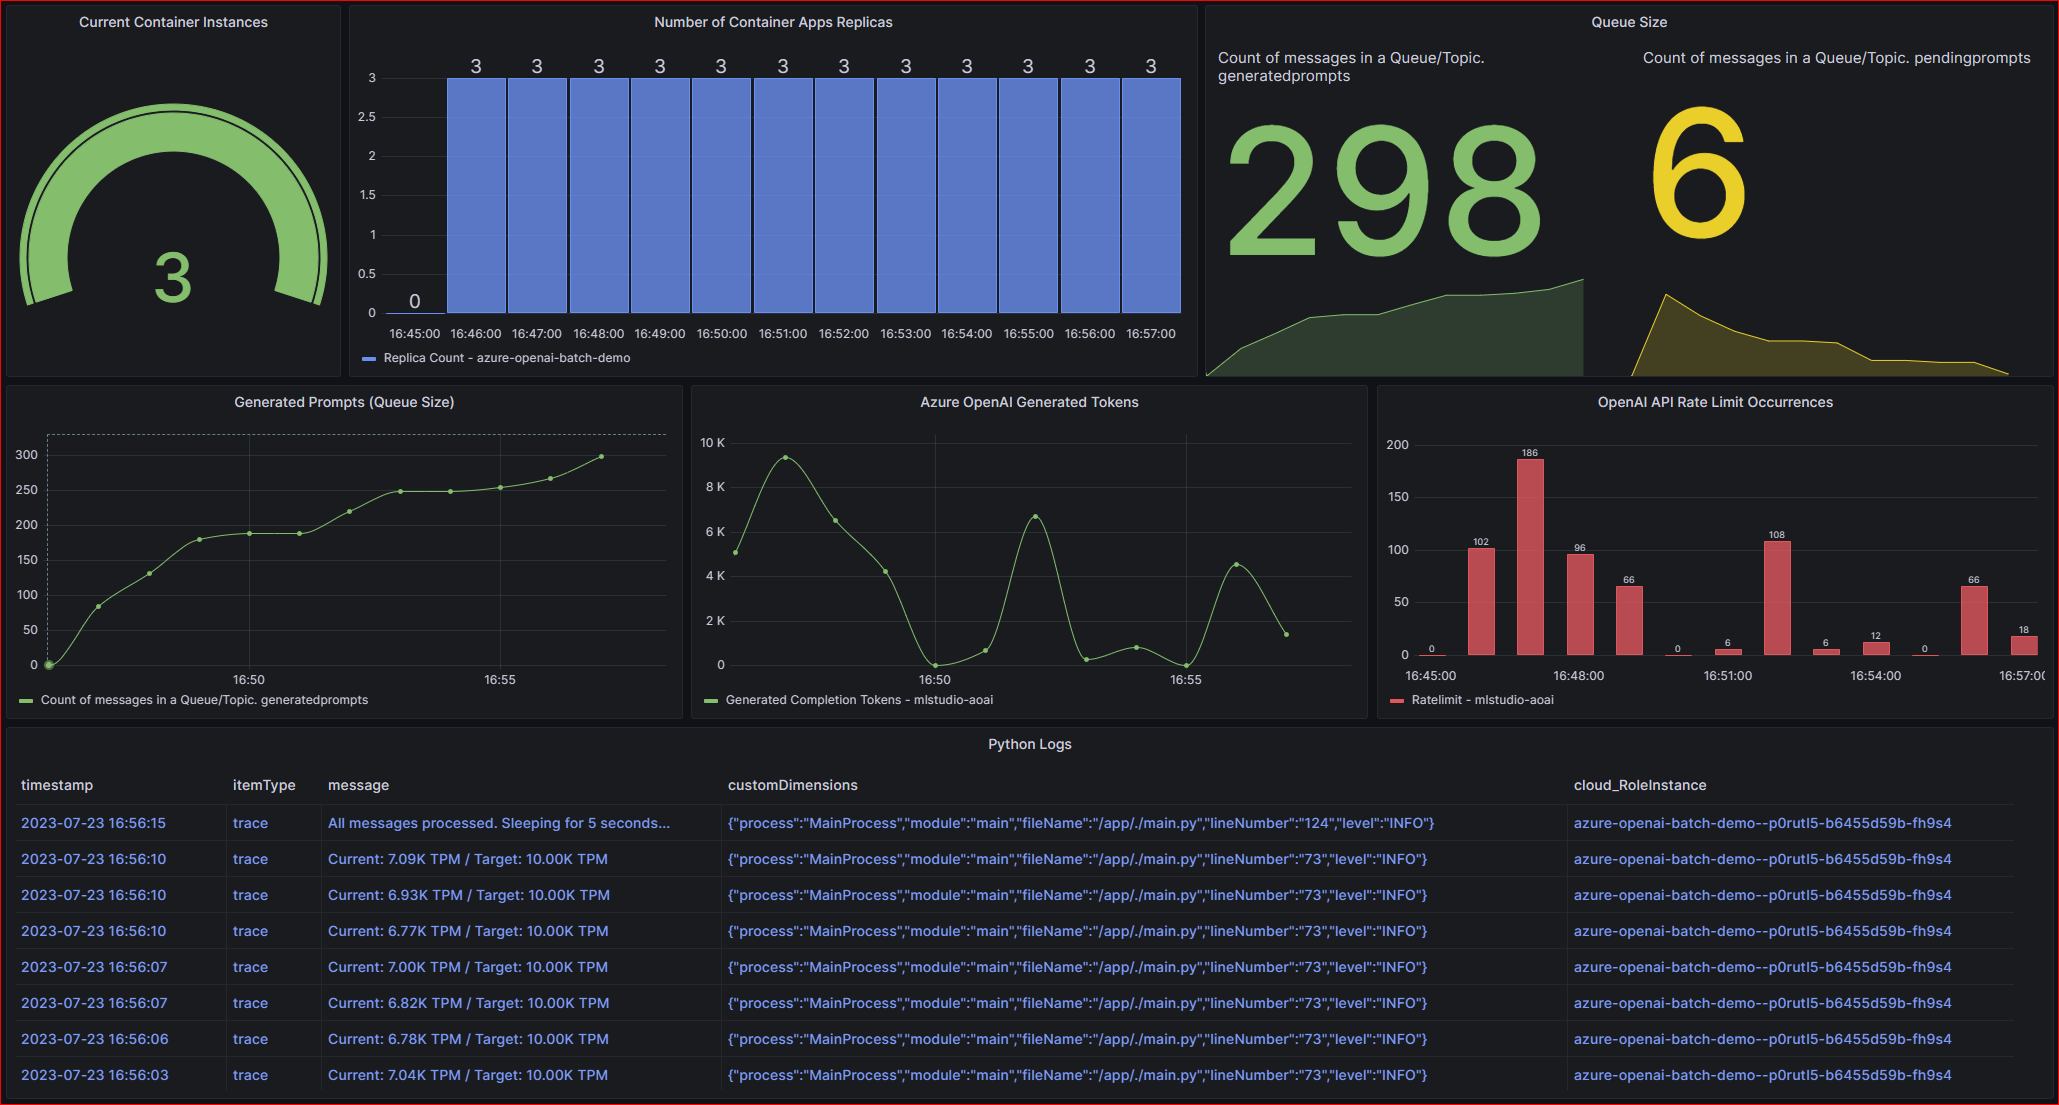 Current Container Instances
3
Number of Container Apps Replicas
3 3 3 3 3 3 3 3 3 3 3 3
3
2.5
2
1.5
1
0.5
0
0
16:45:00 16:46:00 16:47:00 16:48:00 16:49:00 16:50:00 16:51:00 16:52:00 16:53:00 16:54:00 16:55:00 16:56:00 16:57:00
Replica Count - azure-openai-batch-demo
Queue Size
Count of messages in a Queue/Topic.
generatedprompts
298
Count of messages in a Queue/Topic. pendingprompts
6
Generated Prompts (Queue Size)
300
250
200
150
100
50
0
16:50 16:55
Count of messages in a Queue/Topic. generatedprompts
Azure OpenAI Generated Tokens
10 K
8 K
6 K
4 K
2 K
0
16:50 16:55
Generated Completion Tokens - mlstudio-aoai
OpenAI API Rate Limit Occurrences
200
150
100
50
0
0 102 186 96 66 0 6 108 6 12 0 66 18
16:45:00 16:48:00 16:51:00 16:54:00 16:57:00
Ratelimit - mlstudio-aoai
Python Logs
timestamp itemType message customDimensions cloud_RoleInstance
2023-07-23 16:56:15 trace All messages processed. Sleeping for 5 seconds... {"process":"MainProcess","module":"main","fileName":"/app/./main.py","lineNumber":"124","level":"INFO"} azure-openai-batch-demo--p0rutl5-b6455d59b-fh9s4
2023-07-23 16:56:10 trace Current: 7.09K TPM / Target: 10.00K TPM {"process":"MainProcess","module":"main","fileName":"/app/./main.py","lineNumber":"73","level":"INFO"} azure-openai-batch-demo--p0rutl5-b6455d59b-fh9s4
2023-07-23 16:56:10 trace Current: 6.93K TPM / Target: 10.00K TPM {"process":"MainProcess","module":"main","fileName":"/app/./main.py","lineNumber":"73","level":"INFO"} azure-openai-batch-demo--p0rutl5-b6455d59b-fh9s4
2023-07-23 16:56:10 trace Current: 6.77K TPM / Target: 10.00K TPM {"process":"MainProcess","module":"main","fileName":"/app/./main.py","lineNumber":"73","level":"INFO"} azure-openai-batch-demo--p0rutl5-b6455d59b-fh9s4
2023-07-23 16:56:07 trace Current: 7.00K TPM / Target: 10.00K TPM {"process":"MainProcess","module":"main","fileName":"/app/./main.py","lineNumber":"73","level":"INFO"} azure-openai-batch-demo--p0rutl5-b6455d59b-fh9s4
2023-07-23 16:56:07 trace Current: 6.82K TPM / Target: 10.00K TPM {"process":"MainProcess","module":"main","fileName":"/app/./main.py","lineNumber":"73","level":"INFO"} azure-openai-batch-demo--p0rutl5-b6455d59b-fh9s4
2023-07-23 16:56:06 trace Current: 6.78K TPM / Target: 10.00K TPM {"process":"MainProcess","module":"main","fileName":"/app/./main.py","lineNumber":"73","level":"INFO"} azure-openai-batch-demo--p0rutl5-b6455d59b-fh9s4
2023-07-23 16:56:03 trace Current: 7.04K TPM / Target: 10.00K TPM {"process":"MainProcess","module":"main","fileName":"/app/./main.py","lineNumber":"73","level":"INFO"} azure-openai-batch-demo--p0rutl5-b6455d59b-fh9s4